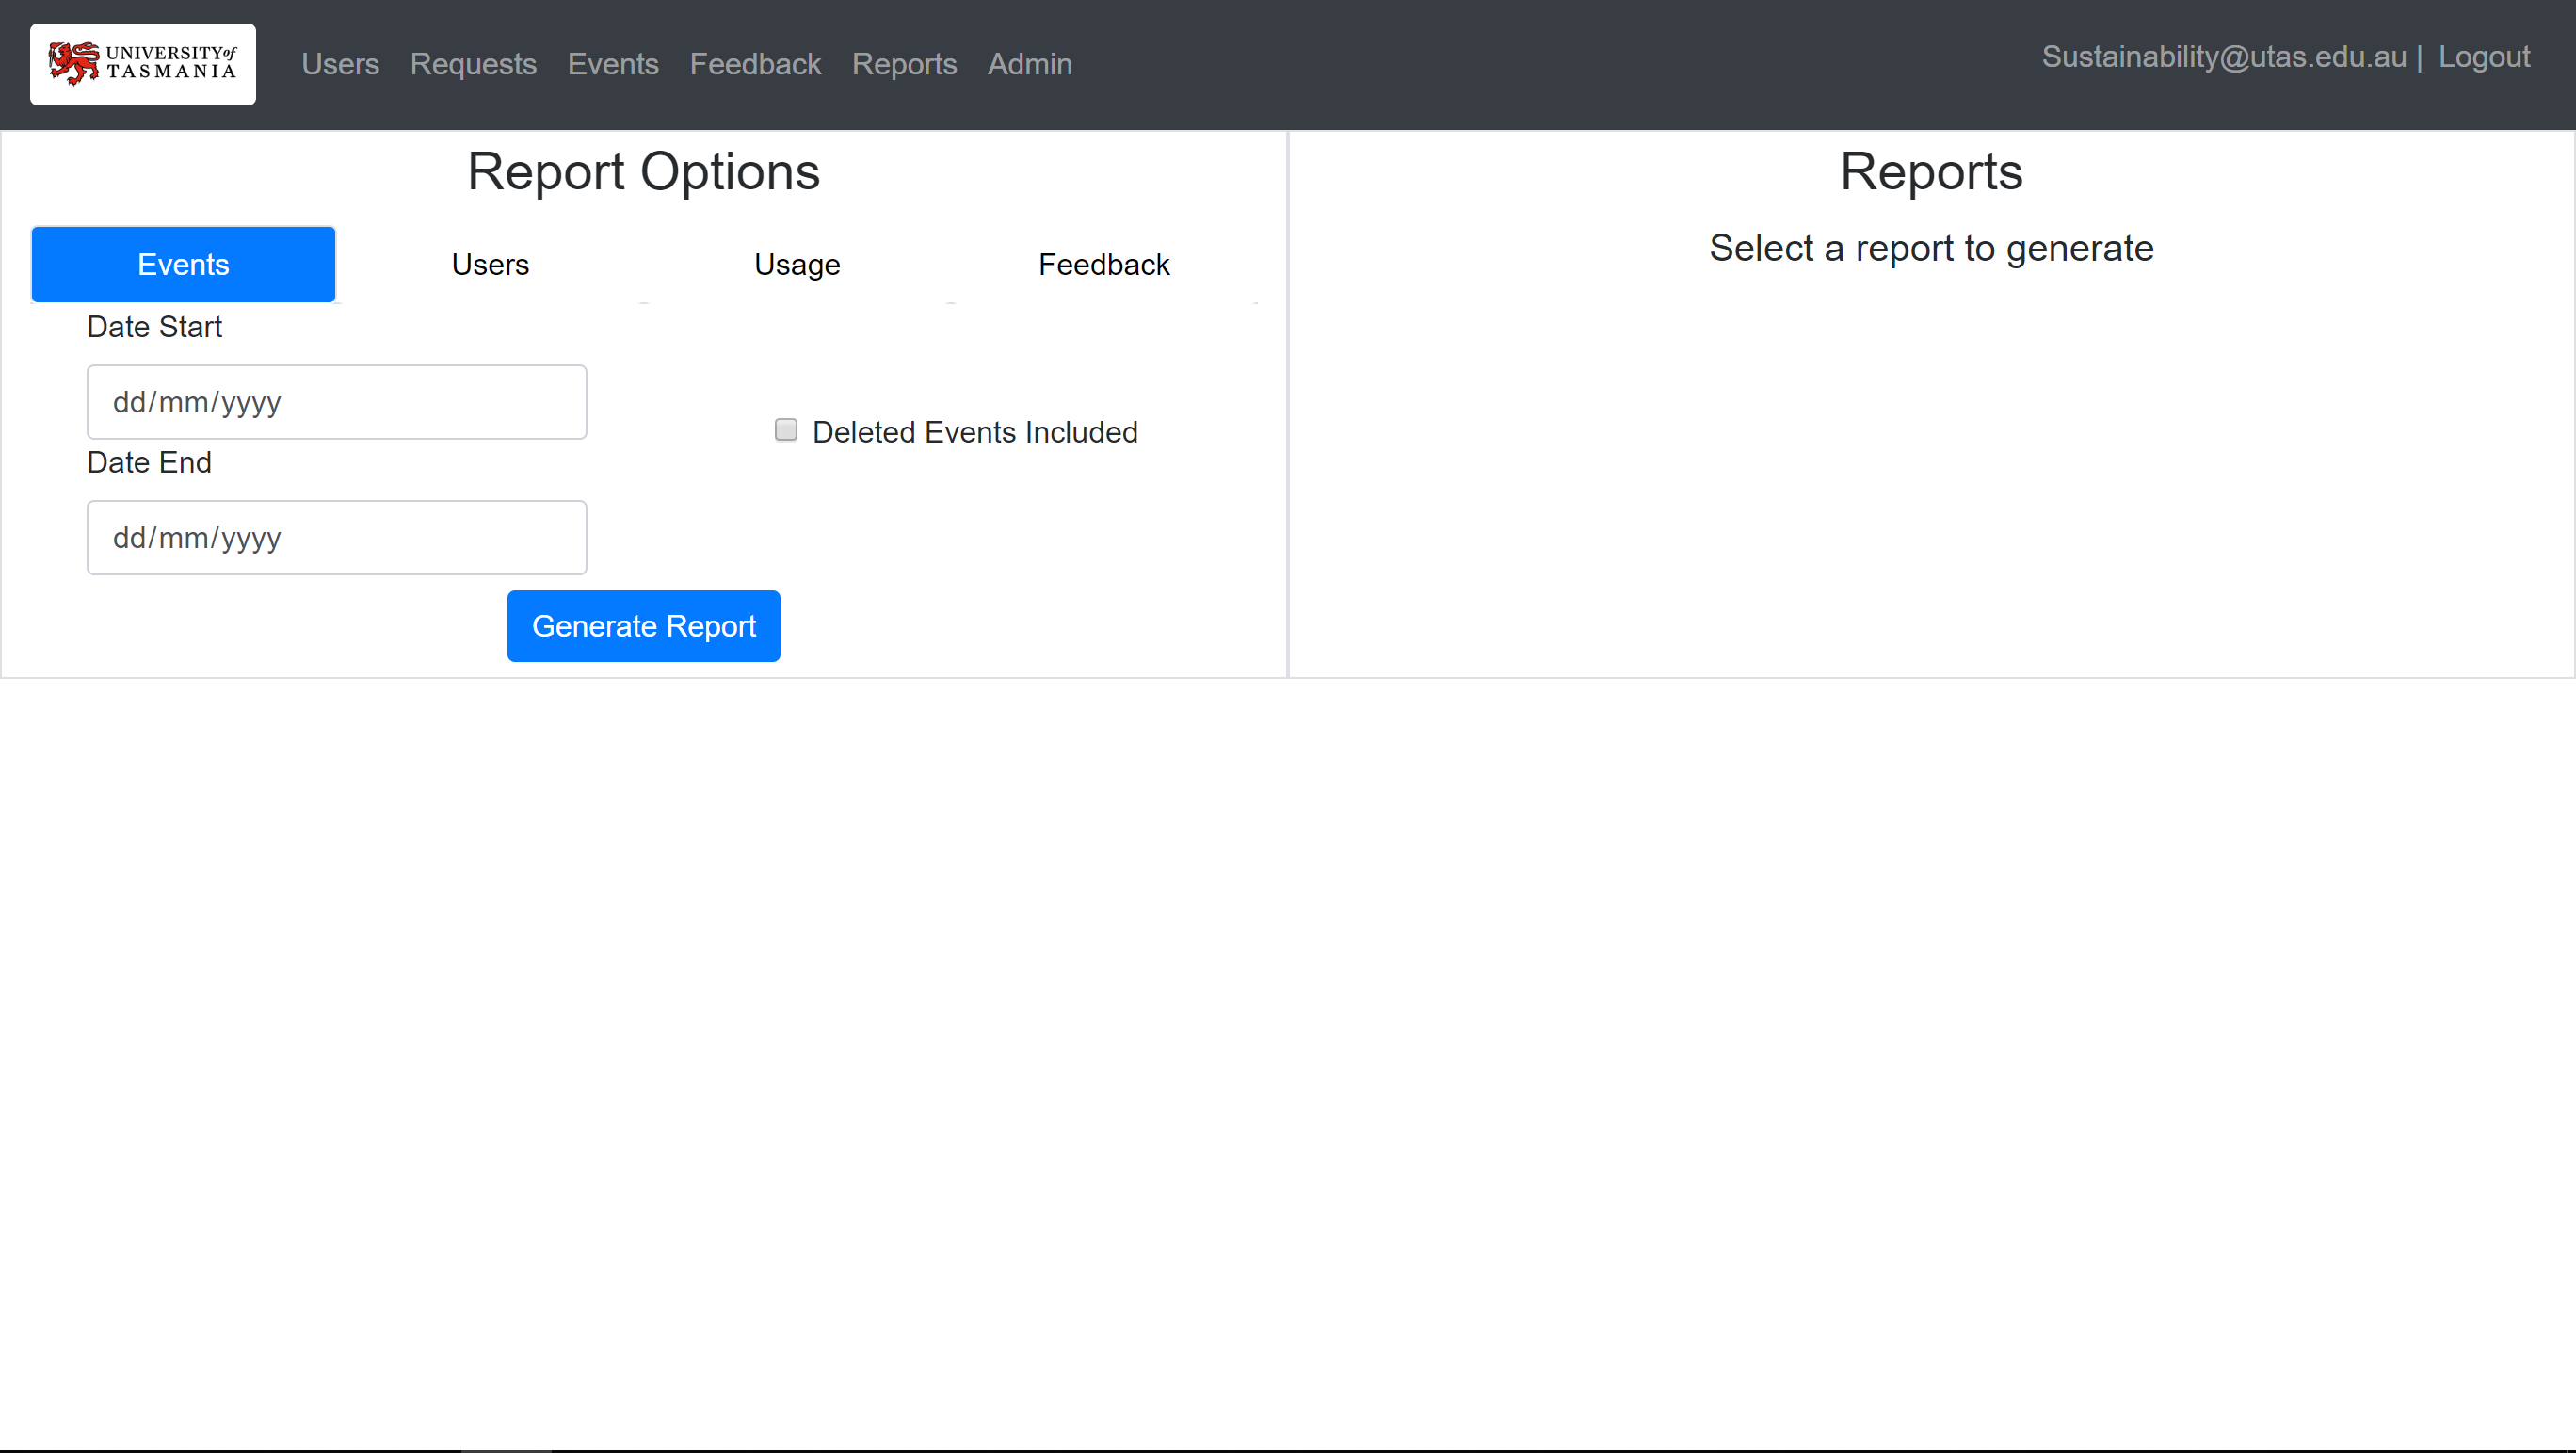 UNIVERSITY of
TASMANIA
Users Requests Events Feedback Reports Admin
Sustainability@utas.edu.au | Logout
Report Options
Events Users Usage Feedback
Date Start
dd/mm/yyyy
Deleted Events Included
Date End
dd/mm/yyyy
Generate Report
Reports
Select a report to generate